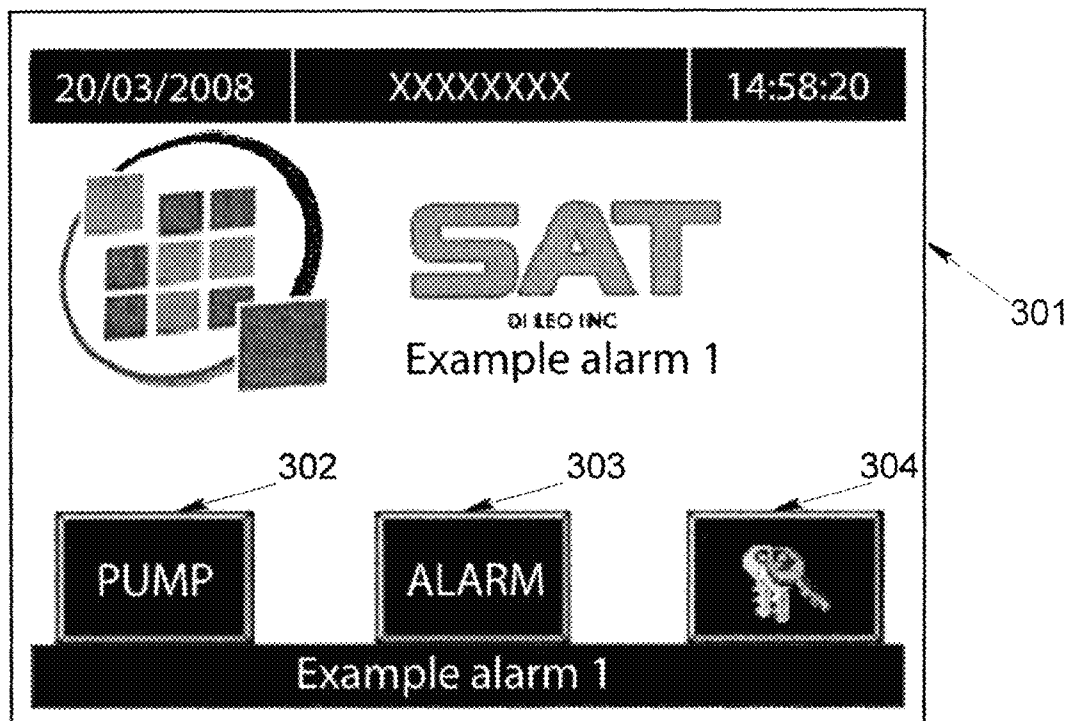 20/03/2008 XXXXXXXX 14:58:20
SAT
DI LEO INC
Example alarm 1
301
302 303 304
PUMP ALARM
Example alarm 1